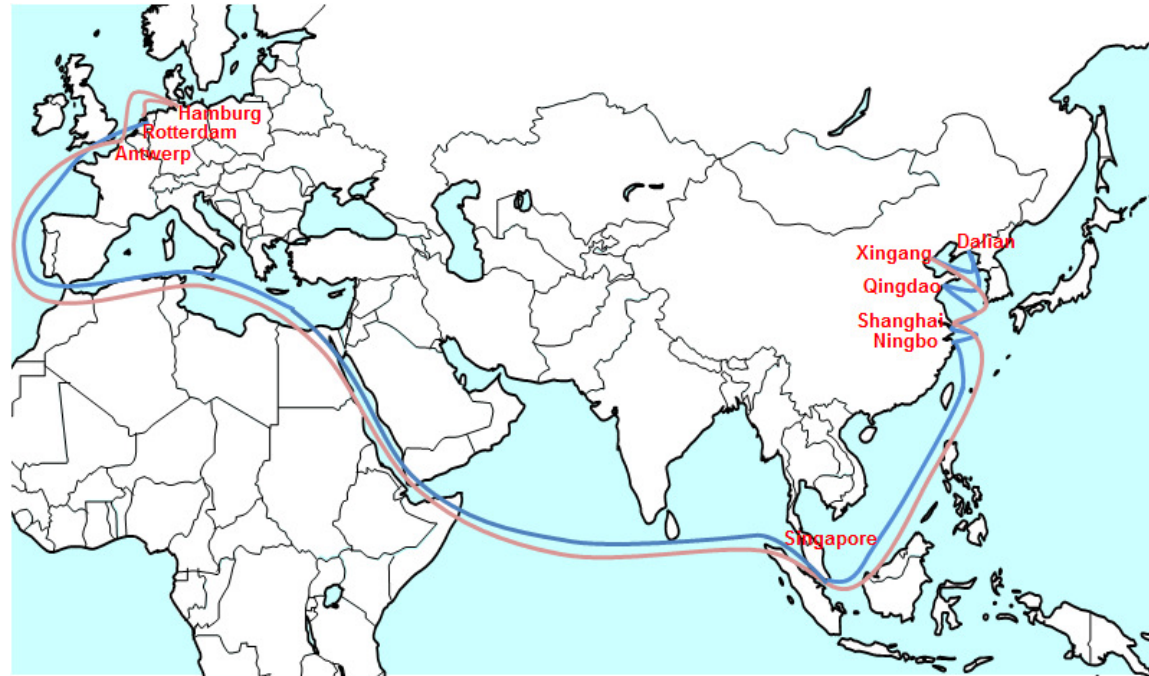 Hamburg
Rotterdam
Antwerp
Dalian
Xingang
Qingdao
Shanghai
Ningbo
Singapore